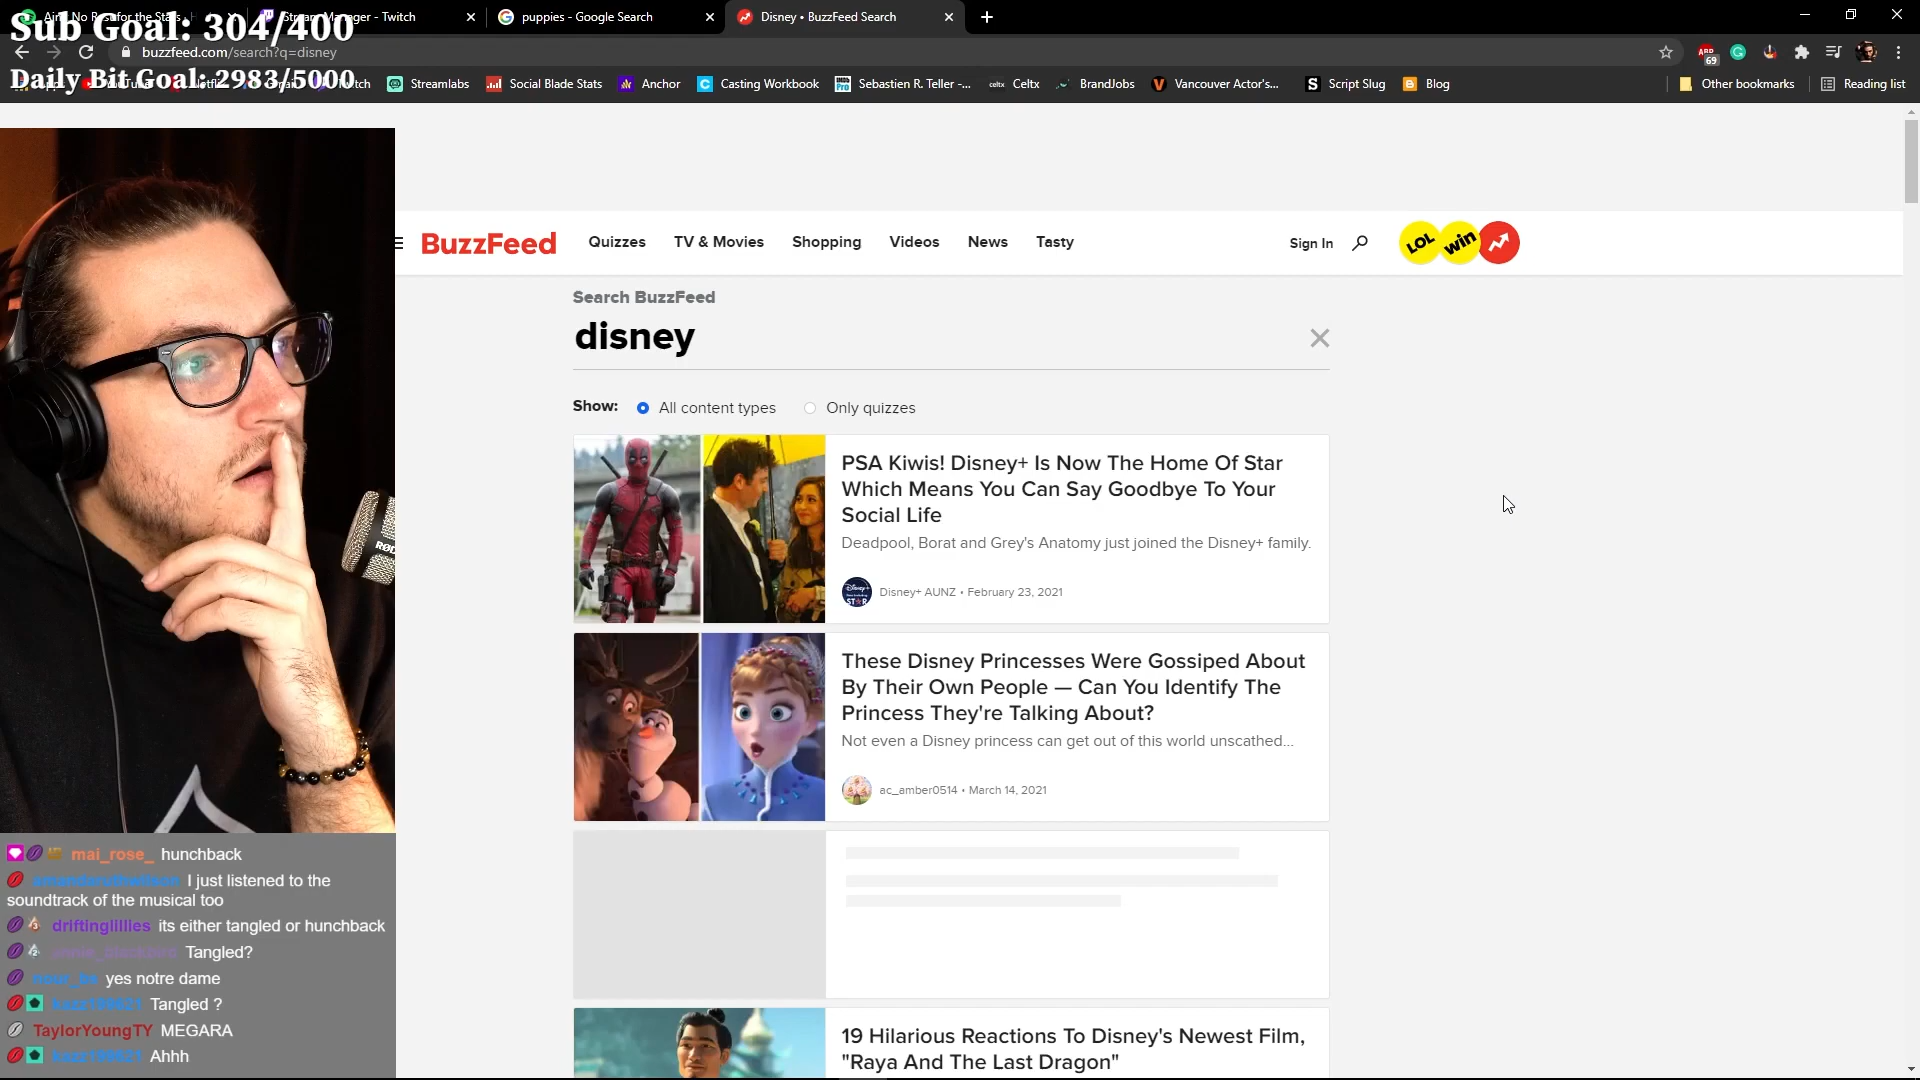 Sub Goal: 304/400
Daily Bit Goal: 2983/5000
Manager - Twitch
puppies - Google Search
Disney • BuzzFeed Search
buzzfeed.com/search?q=disney
ABP
69
Streamlabs
Social Blade Stats
Anchor
Casting Workbook
Sebastien R. Teller -...
Celtx
BrandJobs
Vancouver Actor's...
Script Slug
Blog
Other bookmarks
Reading list
BuzzFeed
Quizzes
TV & Movies
Shopping
Videos
News
Tasty
Sign In
LOL
win
Search BuzzFeed
disney
Show:
All content types
Only quizzes
PSA Kiwis! Disney+ Is Now The Home Of Star
Which Means You Can Say Goodbye To Your
Social Life
Deadpool, Borat and Grey's Anatomy just joined the Disney+ family.
Disney+ AUNZ • February 23, 2021
These Disney Princesses Were Gossiped About
By Their Own People — Can You Identify The
Princess They're Talking About?
Not even a Disney princess can get out of this world unscathed...
ac_amber0514 • March 14, 2021
19 Hilarious Reactions To Disney's Newest Film,
"Raya And The Last Dragon"
mai_rose_ hunchback
I just listened to the
soundtrack of the musical too
its either tangled or hunchback
Tangled?
yes notre dame
Tangled ?
TaylorYoungTY MEGARA
Ahhh